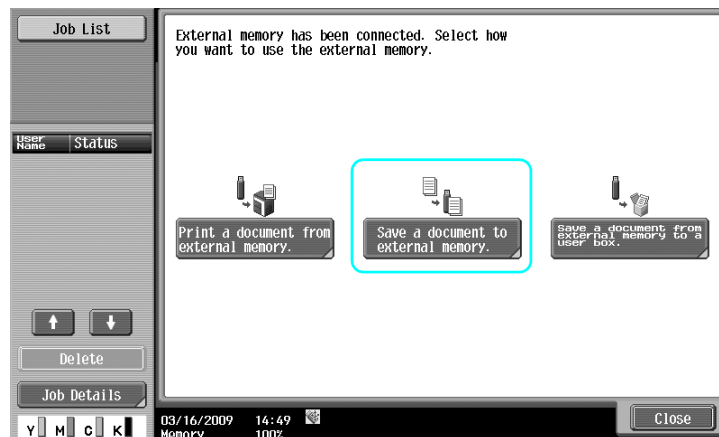 Job List
External memory has been connected. Select how
you want to use the external memory.
User
Name
Status
Print a document from
external memory.
Save a document to
external memory.
Save a document from
external memory to a
user box.
Delete
Job Details
Close
03/16/2009 14:49
Memory 100%
Y M C K